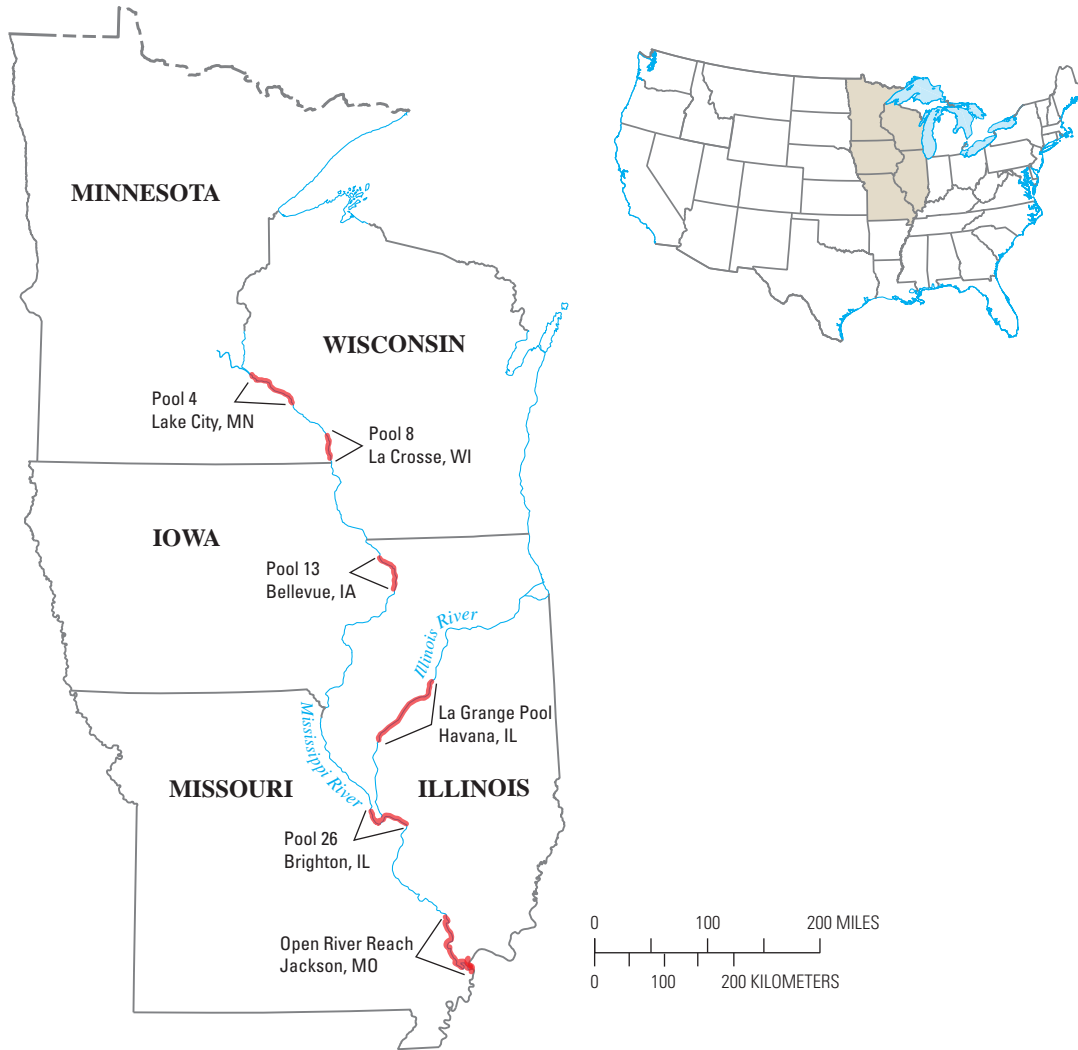 MINNESOTA
WISCONSIN
Pool 4
Lake City, MN
Pool 8
La Crosse, WI
IOWA
Pool 13
Bellevue, IA
Illinois River
La Grange Pool
Havana, IL
Mississippi River
MISSOURI
ILLINOIS
Pool 26
Brighton, IL
Open River Reach
Jackson, MO
0 100 200 MILES
0 100 200 KILOMETERS